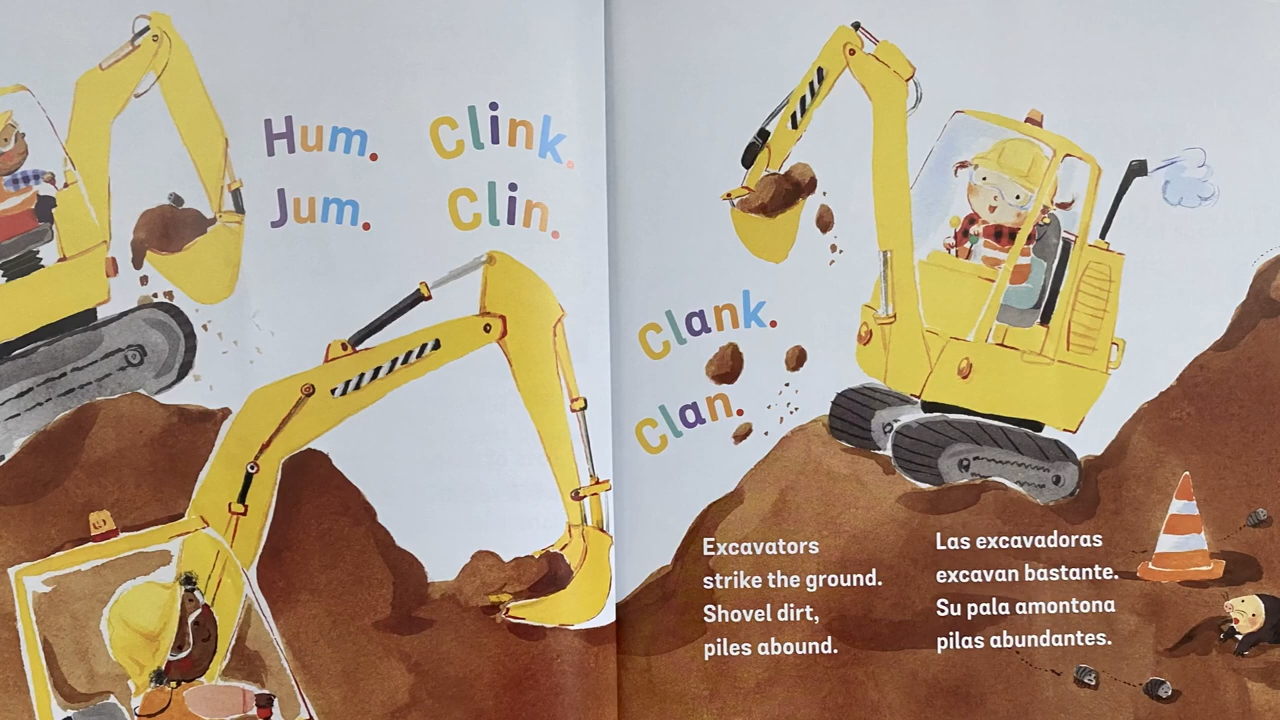 Hum.
Jum.
Clink.
Clin.
Clank.
Clan.
Excavators
strike the ground.
Shovel dirt,
piles abound.
Las excavadoras
excavan bastante.
Su pala amontona
pilas abundantes.